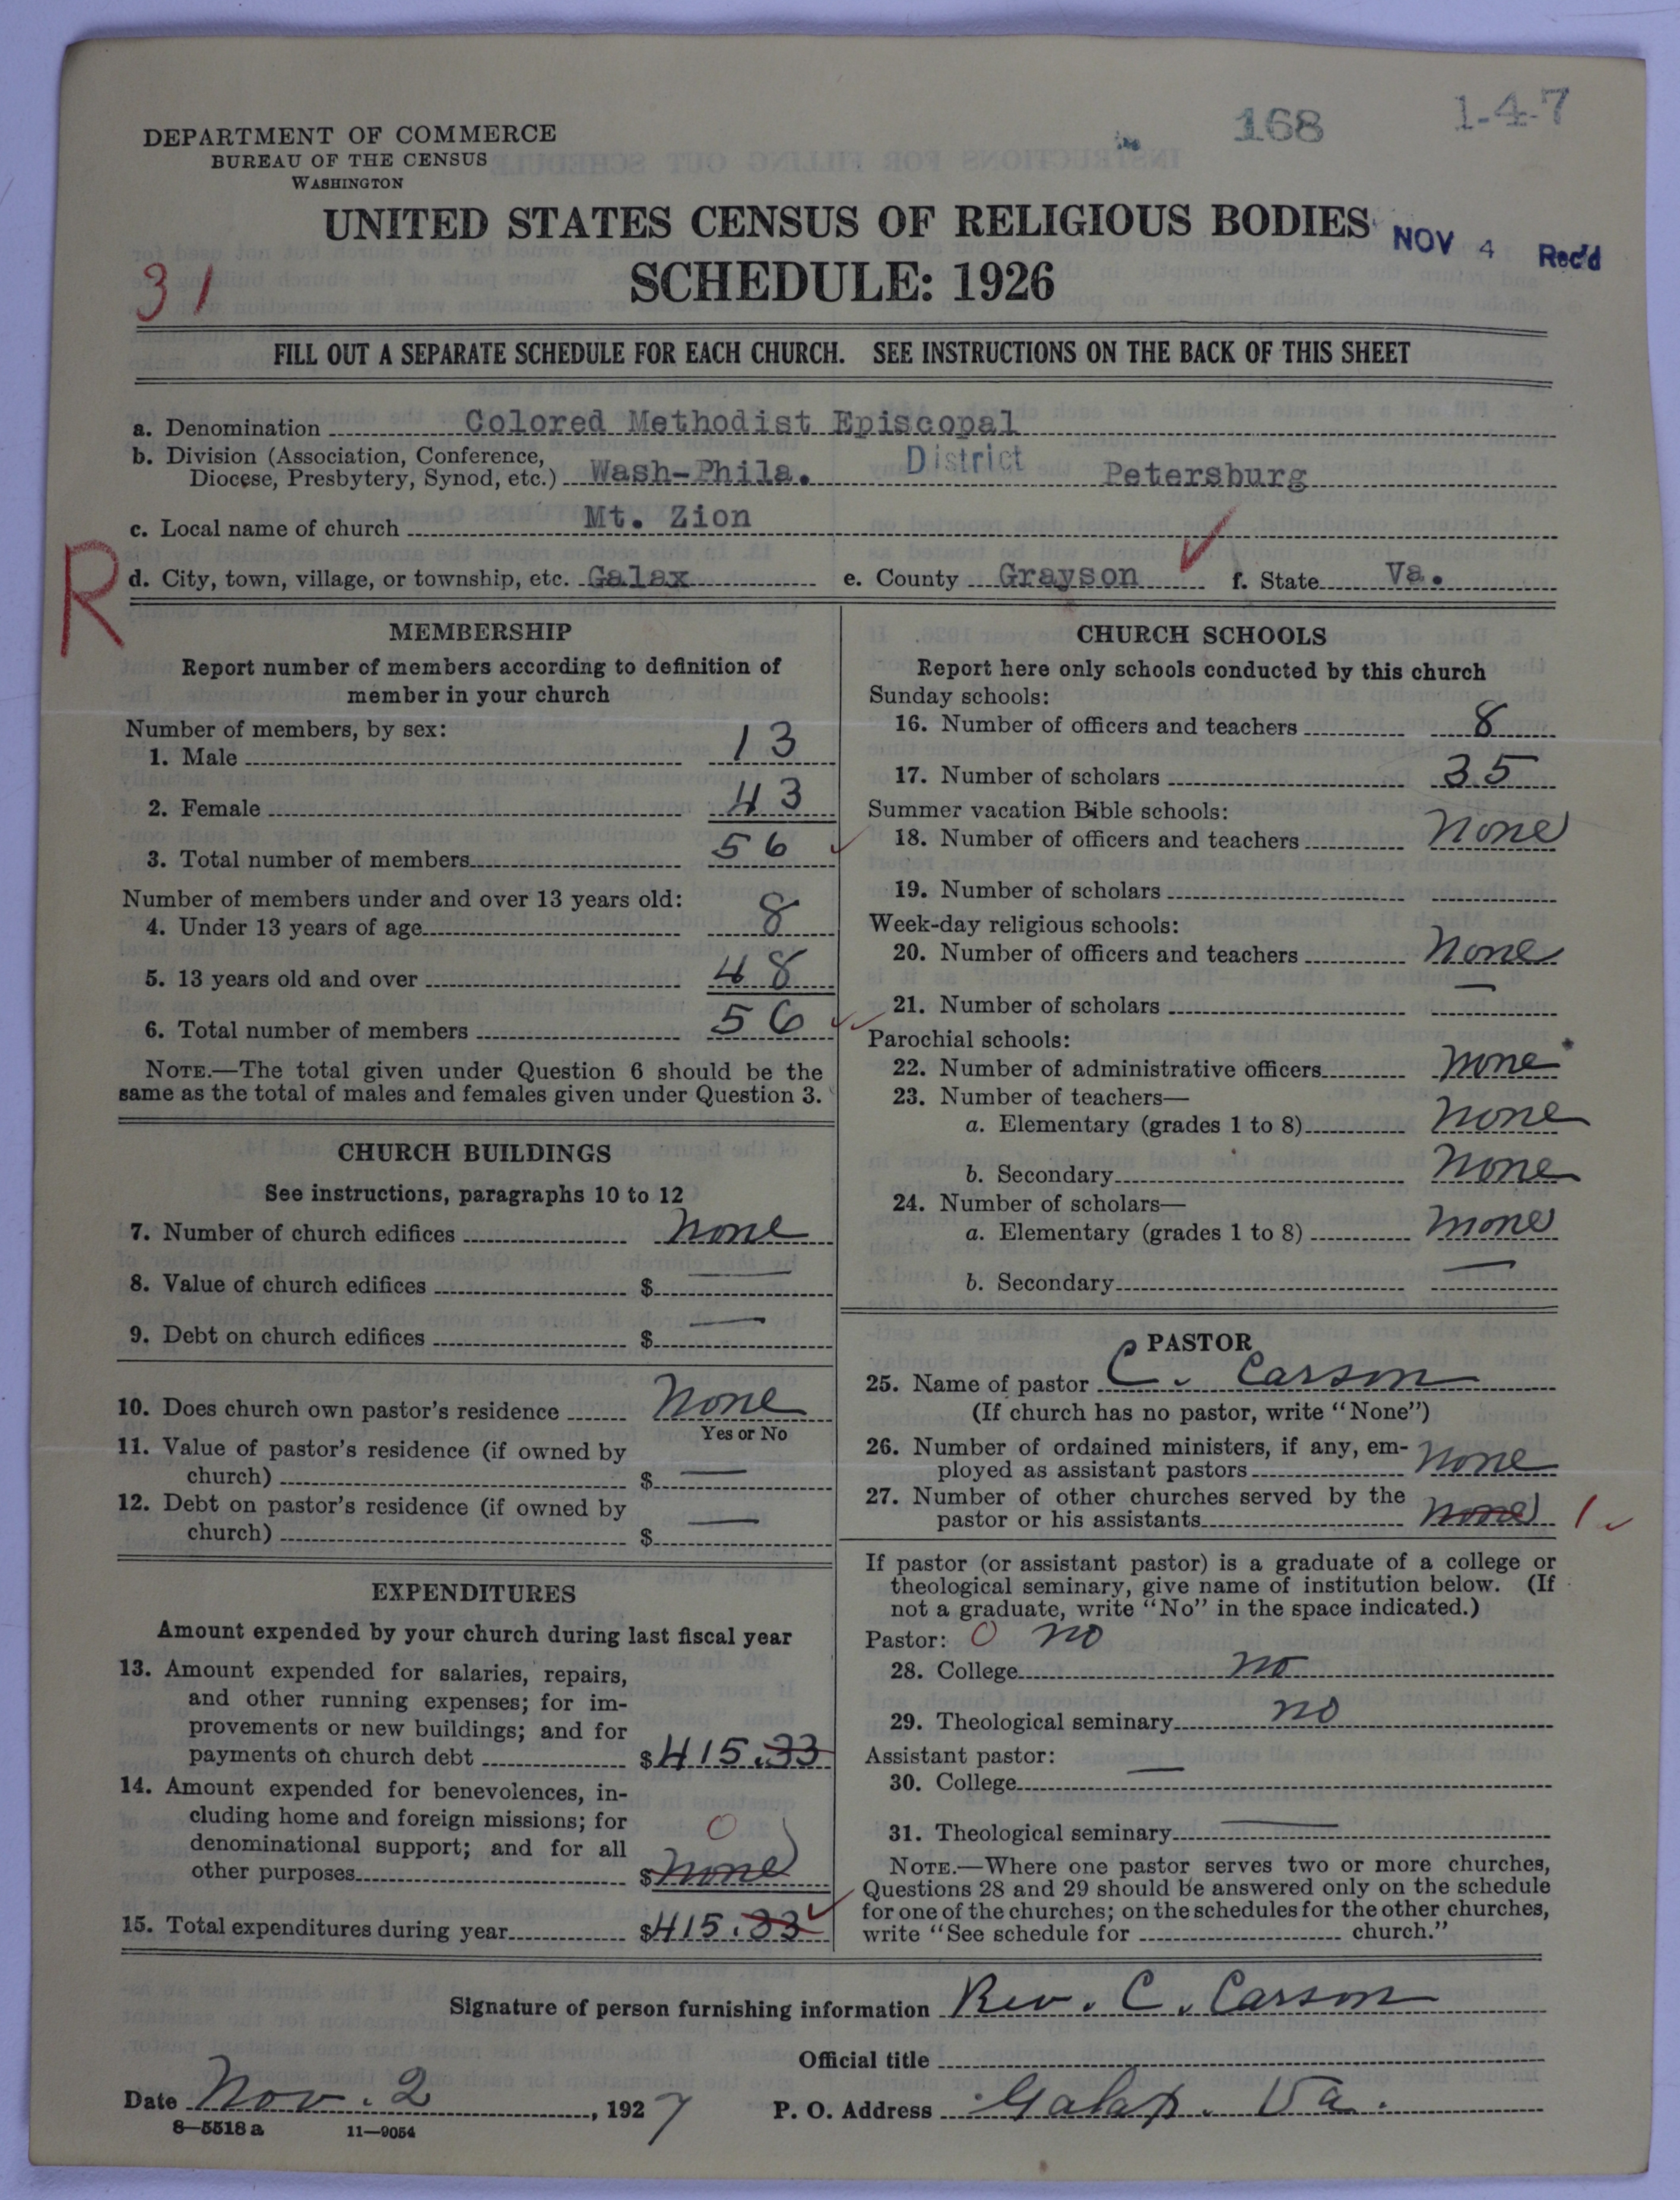 168
1-4-7
DEPARTMENT OF COMMERCE
BUREAU OF THE CENSUS
WASHINGTON
UNITED STATES CENSUS OF RELIGIOUS BODIES
NOV 4 Rec'd
31
SCHEDULE: 1926
FILL OUT A SEPARATE SCHEDULE FOR EACH CHURCH. SEE INSTRUCTIONS ON THE BACK OF THIS SHEET
a. Denomination Colored Methodist Episcopal
b. Division (Association, Conference,
Diocese, Presbytery, Synod, etc.) Wash-Phila. District Petersburg
c. Local name of church Mt. Zion
R
d. City, town, village, or township, etc. Galax e. County Grayson f. State Va.
MEMBERSHIP
Report number of members according to definition of
member in your church
Number of members, by sex:
1. Male 13
2. Female 43
3. Total number of members 56
Number of members under and over 13 years old:
4. Under 13 years of age 8
5. 13 years old and over 48
6. Total number of members 56
NOTE.—The total given under Question 6 should be the
same as the total of males and females given under Question 3.
CHURCH BUILDINGS
See instructions, paragraphs 10 to 12
7. Number of church edifices none
8. Value of church edifices $ —
9. Debt on church edifices $ —
10. Does church own pastor's residence None
Yes or No
11. Value of pastor's residence (if owned by
church) $ —
12. Debt on pastor's residence (if owned by
church) $ —
EXPENDITURES
Amount expended by your church during last fiscal year
13. Amount expended for salaries, repairs,
and other running expenses; for im-
provements or new buildings; and for
payments on church debt $415.33
14. Amount expended for benevolences, in-
cluding home and foreign missions; for
denominational support; and for all
0
other purposes $none
15. Total expenditures during year $415.33
CHURCH SCHOOLS
Report here only schools conducted by this church
Sunday schools:
16. Number of officers and teachers 8
17. Number of scholars 35
Summer vacation Bible schools:
18. Number of officers and teachers none
19. Number of scholars
Week-day religious schools:
20. Number of officers and teachers none
21. Number of scholars —
Parochial schools:
22. Number of administrative officers none
23. Number of teachers—
a. Elementary (grades 1 to 8) none
b. Secondary none
24. Number of scholars—
a. Elementary (grades 1 to 8) none
b. Secondary —
PASTOR
25. Name of pastor C. Carson
(If church has no pastor, write "None")
26. Number of ordained ministers, if any, em-
ployed as assistant pastors none
27. Number of other churches served by the
pastor or his assistants none 1
If pastor (or assistant pastor) is a graduate of a college or
theological seminary, give name of institution below. (If
not a graduate, write "No" in the space indicated.)
Pastor: 0 no
28. College no
29. Theological seminary no
Assistant pastor:
30. College —
31. Theological seminary —
NOTE.—Where one pastor serves two or more churches,
Questions 28 and 29 should be answered only on the schedule
for one of the churches; on the schedules for the other churches,
write "See schedule for church."
Signature of person furnishing information Rev. C. Carson
Official title
Date Nov. 2, 1927 P. O. Address Galax. Va.
8—5518 a 11—9054